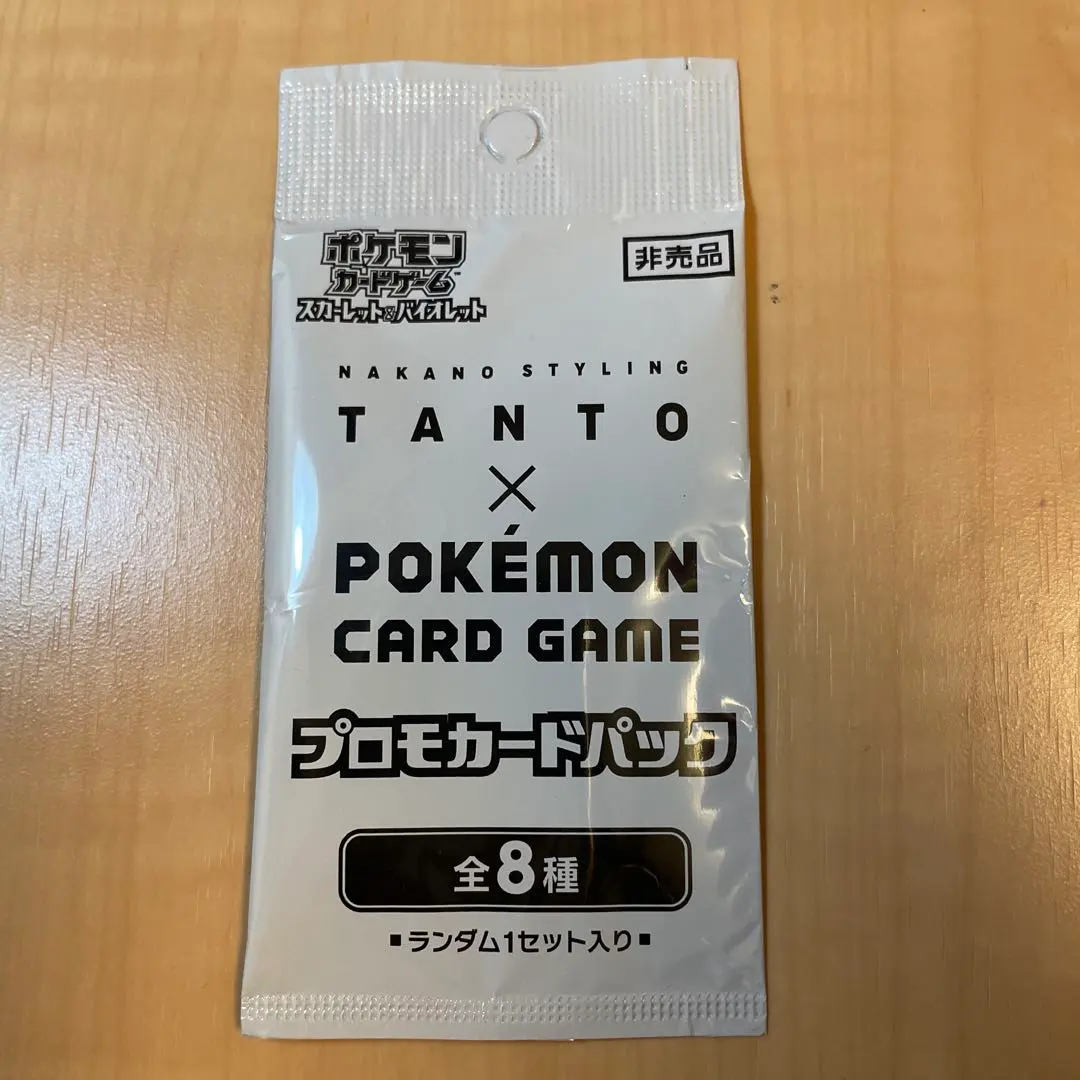 ポケモン
カードゲーム™
スカーレット&バイオレット
非売品
NAKANO STYLING
TANTO
×
POKÉMON
CARD GAME
プロモカードパック
全8種
■ランダム1セット入り■